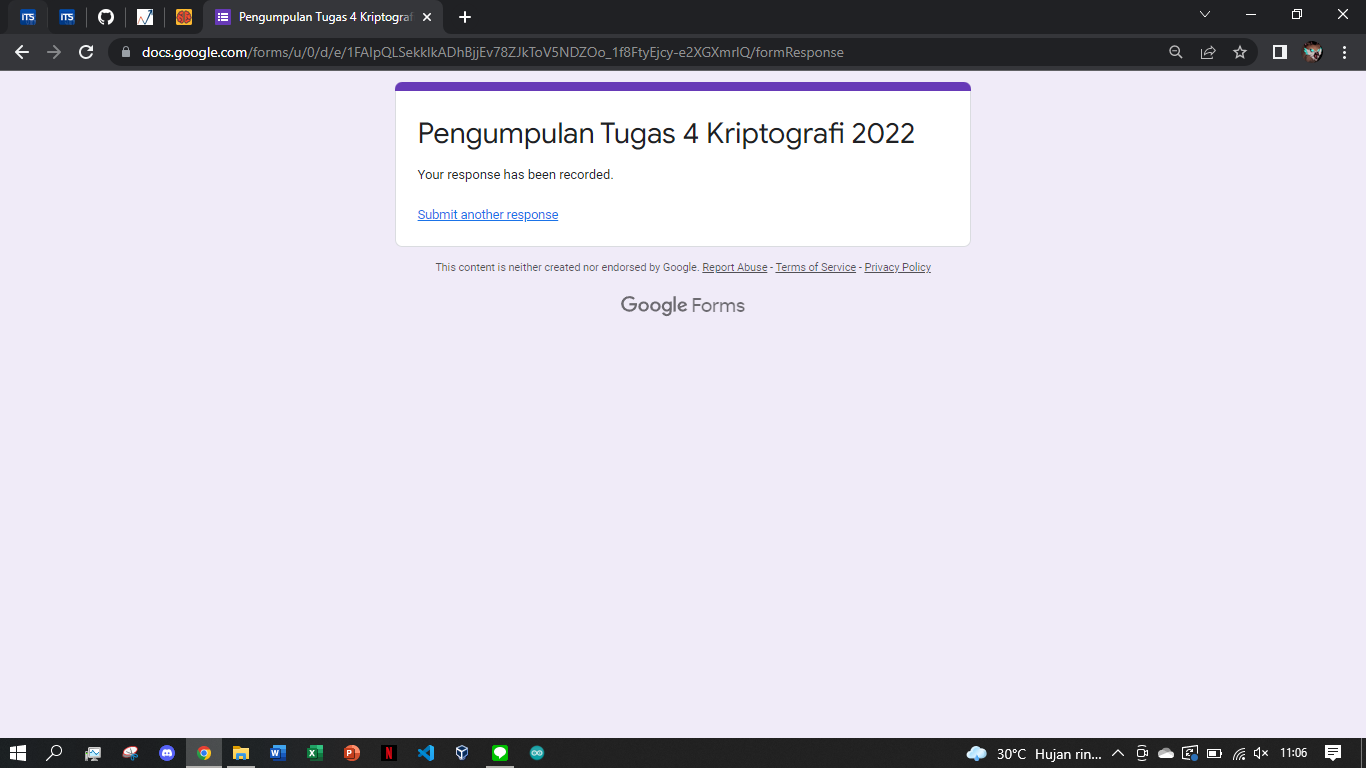 ITS
ITS
Pengumpulan Tugas 4 Kriptograf
docs.google.com/forms/u/0/d/e/1FAIpQLSekklkADhBjjEv78ZJkToV5NDZOo_1f8FtyEjcy-e2XGXmrlQ/formResponse
Pengumpulan Tugas 4 Kriptografi 2022
Your response has been recorded.
Submit another response
This content is neither created nor endorsed by Google. Report Abuse - Terms of Service - Privacy Policy
Google Forms
30°C Hujan rin... 11:06